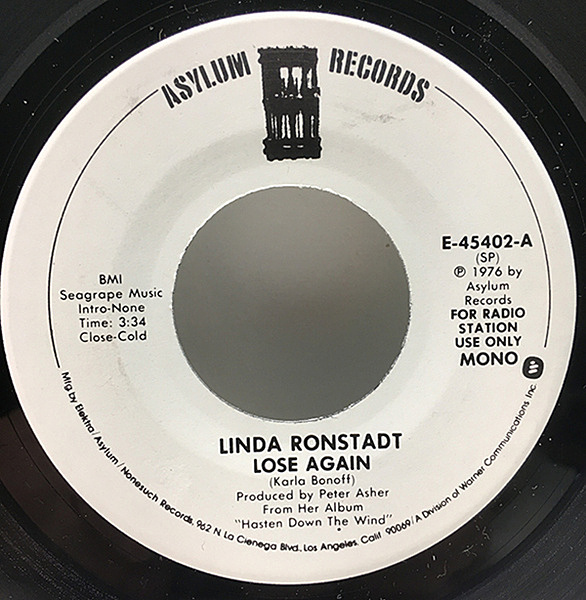 ASYLUM RECORDS
BMI
Seagrape Music
Intro-None
Time: 3:34
Close-Cold
E-45402-A
(SP)
℗ 1976 by
Asylum
Records
FOR RADIO
STATION
USE ONLY
MONO
LINDA RONSTADT
LOSE AGAIN
(Karla Bonoff)
Produced by Peter Asher
From Her Album
"Hasten Down The Wind"
Mfg by Elektra/Asylum/Nonesuch Records, 962 N. La Cienega Blvd., Los Angeles, Calif. 90069/A Division of Warner Communications Inc.